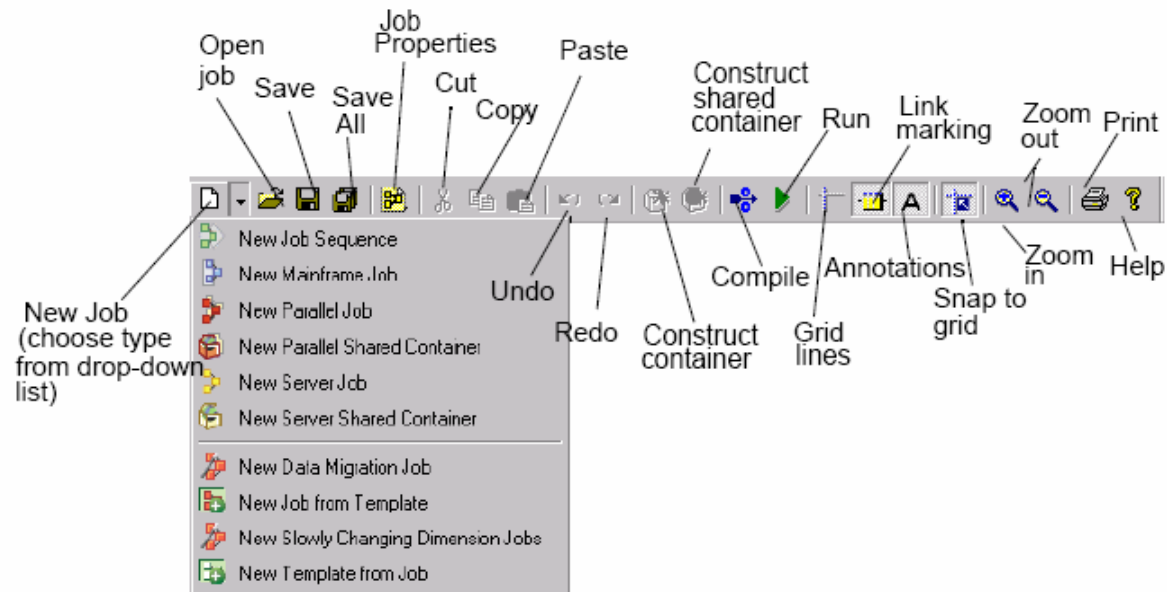 Open
job
Save
Save
All
Job
Properties
Cut
Copy
Paste
Construct
shared
container
Run
Link
marking
Zoom
out
Print
A
New Job
(choose type
from drop-down
list)
Undo
Redo
Construct
container
Compile
Grid
lines
Annotations
Snap to
grid
Zoom
in
Help
New Job Sequence
New Mainframe Job
New Parallel Job
New Parallel Shared Container
New Server Job
New Server Shared Container
New Data Migration Job
New Job from Template
New Slowly Changing Dimension Jobs
New Template from Job